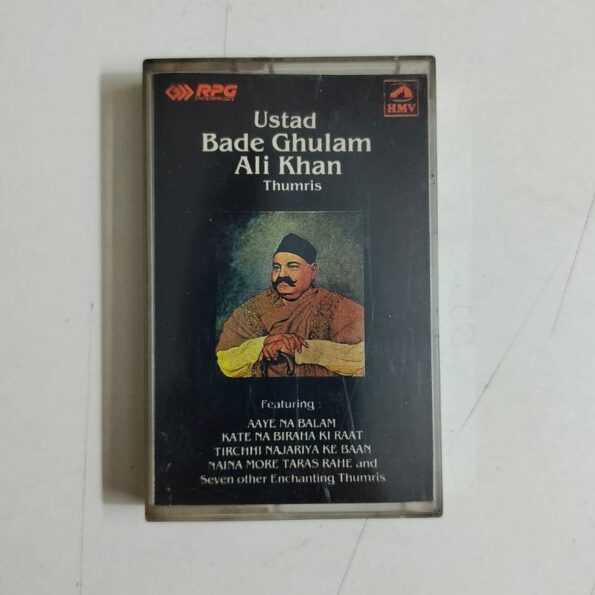 RPG
ENTERPRISES
HMV
Ustad
Bade Ghulam
Ali Khan
Thumris
Featuring :
AAYE NA BALAM
KATE NA BIRAHA KI RAAT
TIRCHHI NAJARIYA KE BAAN
NAINA MORE TARAS RAHE and
Seven other Enchanting Thumris